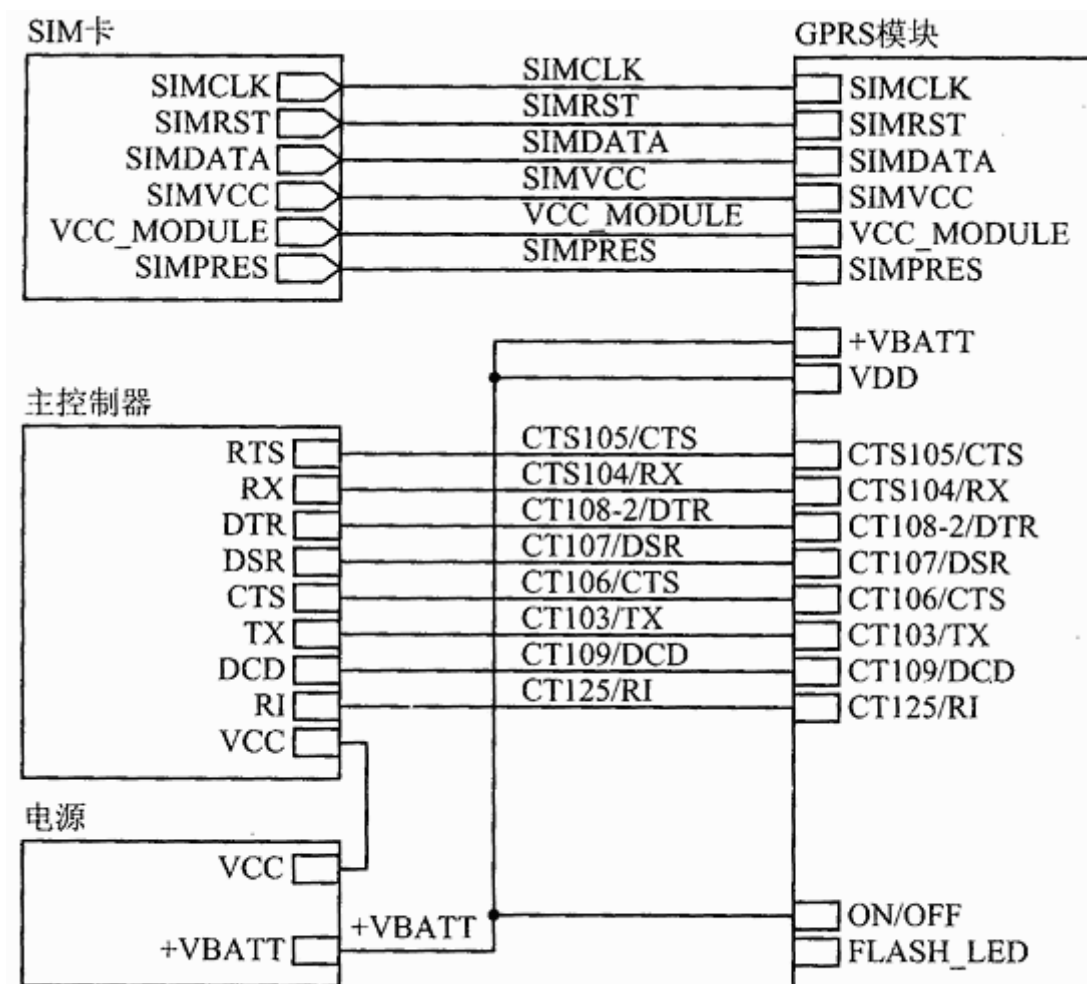 SIM卡
GPRS模块
SIMCLK SIMCLK SIMCLK
SIMRST SIMRST SIMRST
SIMDATA SIMDATA SIMDATA
SIMVCC SIMVCC SIMVCC
VCC_MODULE VCC_MODULE VCC_MODULE
SIMPRES SIMPRES SIMPRES
+VBATT
VDD
主控制器
RTS CTS105/CTS CTS105/CTS
RX CTS104/RX CTS104/RX
DTR CT108-2/DTR CT108-2/DTR
DSR CT107/DSR CT107/DSR
CTS CT106/CTS CT106/CTS
TX CT103/TX CT103/TX
DCD CT109/DCD CT109/DCD
RI CT125/RI CT125/RI
VCC
电源
VCC
+VBATT +VBATT
ON/OFF
FLASH_LED